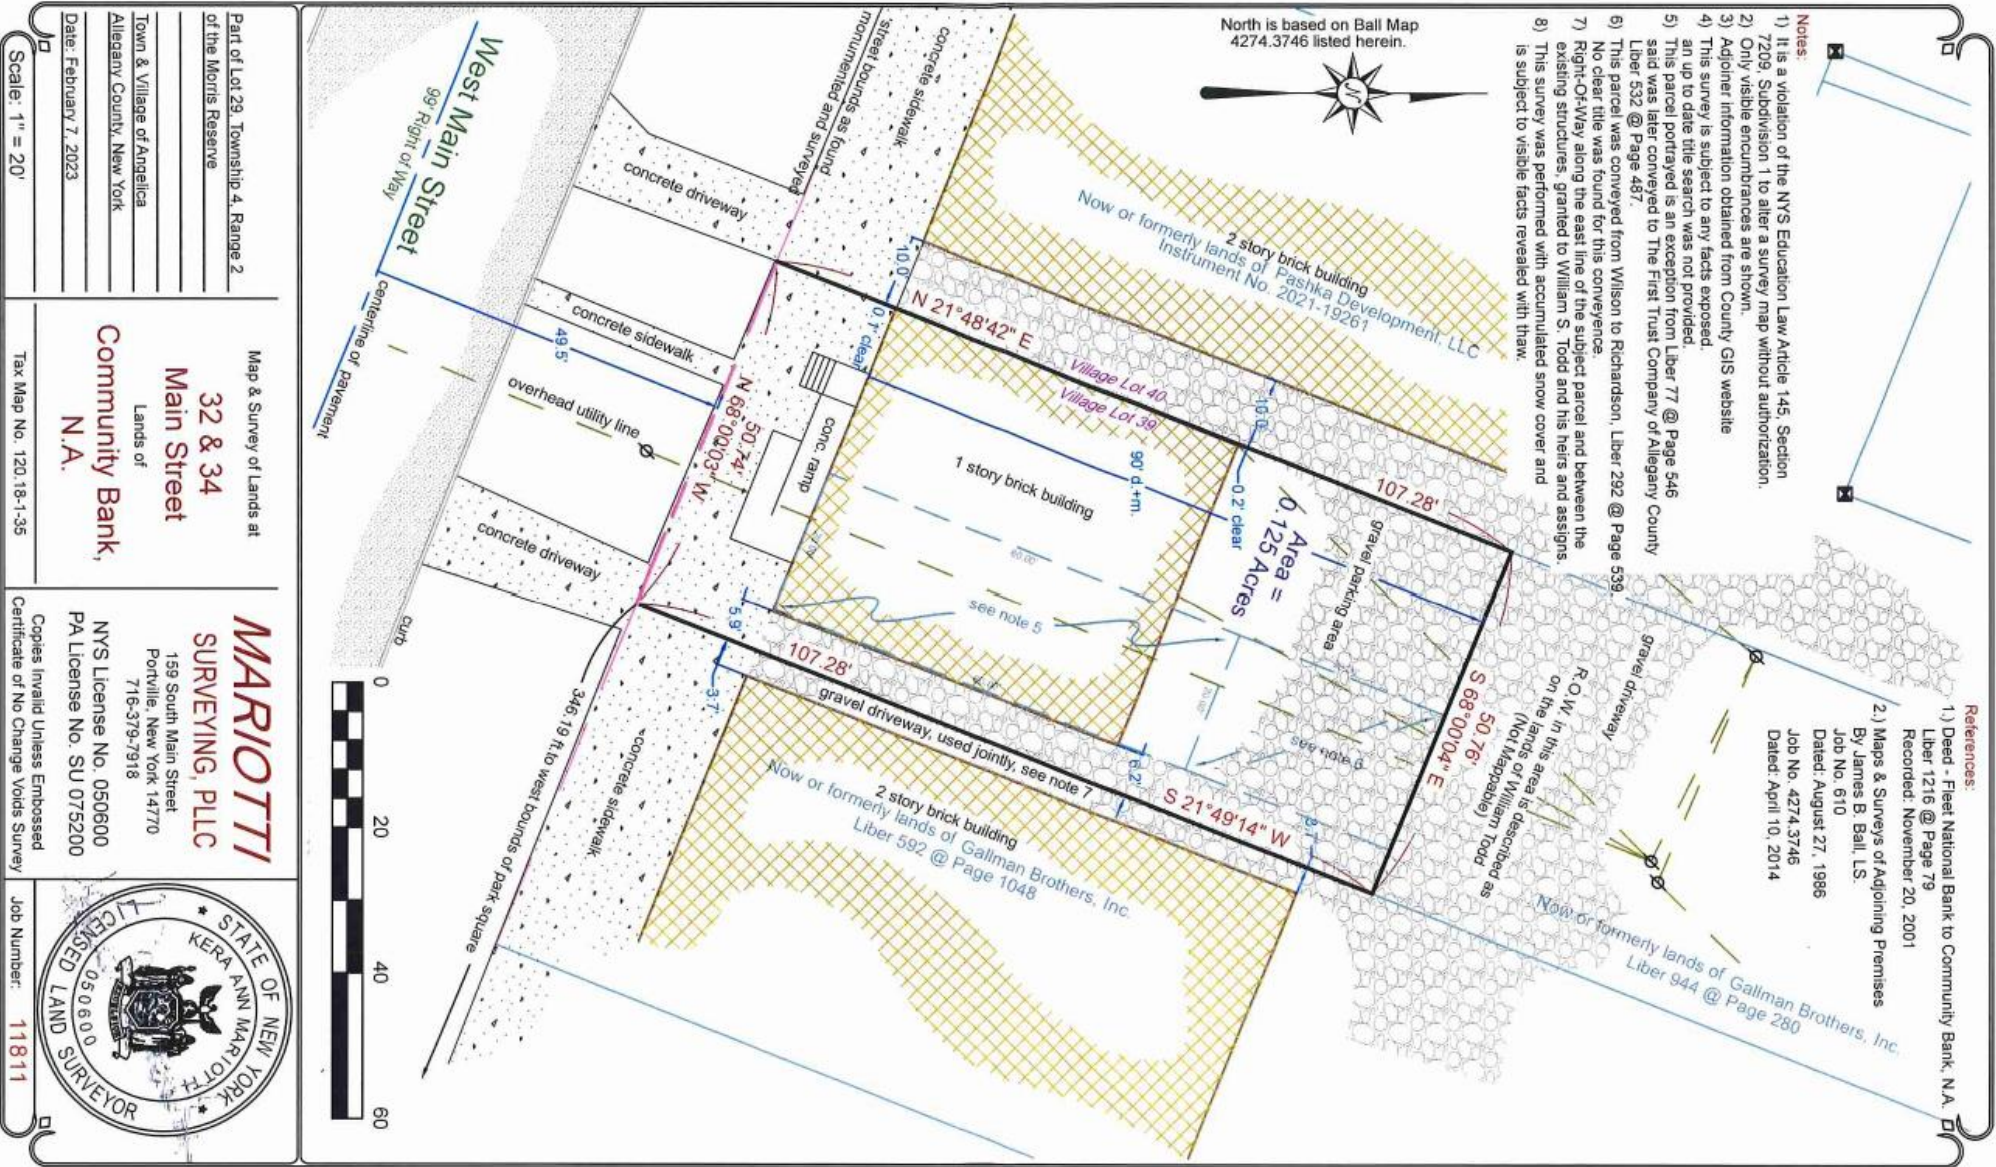 Notes:
1) It is a violation of the NYS Education Law Article 145, Section
7209, Subdivision 1 to alter a survey map without authorization.
2) Only visible encumbrances are shown.
3) Adjoiner information obtained from County GIS website
4) This survey is subject to any facts exposed.
an up to date title search was not provided.
5) This parcel portrayed is an exception from Liber 77 @ Page 546
said was later conveyed to The First Trust Company of Allegany County
Liber 532 @ Page 487.
6) This parcel was conveyed from Wilson to Richardson, Liber 292 @ Page 539.
No clear title was found for this conveyence.
7) Right-Of-Way along the east line of the subject parcel and between the
existing structures, granted to William S. Todd and his heirs and assigns.
8) This survey was performed with accumulated snow cover and
is subject to visible facts revealed with thaw.
North is based on Ball Map
4274.3746 listed herein.
N
References:
1.) Deed - Fleet National Bank to Community Bank, N.A.
Liber 1216 @ Page 79
Recorded: November 20, 2001
2.) Maps & Surveys of Adjoining Premises
By James B. Ball, LS.
Job No. 610
Dated: August 27, 1986
Job No. 4274.3746
Dated: April 10, 2014
Now or formerly lands of Gallman Brothers, Inc.
Liber 944 @ Page 280
gravel driveway
R.O.W. in this area is described as
on the lands of William Todd
(Not Mappable)
50.76'
S 68°00'04" E
107.28'
gravel parking area
see note 6
Area =
0.125 Acres
0.2' clear
10.0'
2 story brick building
Now or formerly lands of Pashka Development, LLC
Instrument No. 2021-19261
N 21°48'42" E
Village Lot 40
Village Lot 39
90' d.+m.
1 story brick building
60.00'
see note 5
10.0'
0.1' clear
conc. ramp
5.9'
3.7'
107.28'
gravel driveway, used jointly, see note 7
6.2'
S 21°49'14" W
3.7'
2 story brick building
Now or formerly lands of Gallman Brothers, Inc.
Liber 592 @ Page 1048
concrete sidewalk
street bounds as found
monumented and surveyed
concrete driveway
concrete sidewalk
50.74'
N 68°00'03" W
49.5'
overhead utility line
concrete driveway
concrete sidewalk
346.19 ft.to west bounds of park square
curb
West Main Street
99' Right of Way
centerline of pavement
0 20 40 60
Part of Lot 29, Township 4, Range 2
of the Morris Reserve
Town & Village of Angelica
Allegany County, New York
Date: February 7, 2023
Scale: 1" = 20'
Map & Survey of Lands at
32 & 34
Main Street
Lands of
Community Bank,
N.A.
Tax Map No. 120.18-1-35
MARIOTTI
SURVEYING, PLLC
159 South Main Street
Portville, New York 14770
716-379-7918
NYS License No. 050600
PA License No. SU 075200
Copies Invalid Unless Embossed
Certificate of No Change Voids Survey
STATE OF NEW YORK
KERA ANN MARIOTTI
050600
LICENSED LAND SURVEYOR
Job Number: 11811